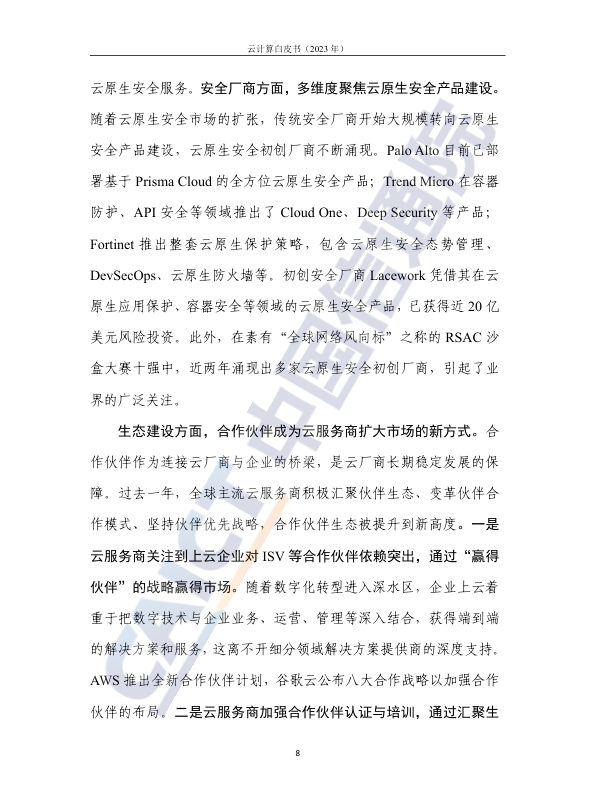 云计算白皮书（2023 年）
云原生安全服务。安全厂商方面，多维度聚焦云原生安全产品建设。
随着云原生安全市场的扩张，传统安全厂商开始大规模转向云原生
安全产品建设，云原生安全初创厂商不断涌现。Palo Alto 目前已部
署基于 Prisma Cloud 的全方位云原生安全产品；Trend Micro 在容器
防护、API 安全等领域推出了 Cloud One、Deep Security 等产品；
Fortinet 推出整套云原生保护策略，包含云原生安全态势管理、
DevSecOps、云原生防火墙等。初创安全厂商 Lacework 凭借其在云
原生应用保护、容器安全等领域的云原生安全产品，已获得近 20 亿
美元风险投资。此外，在素有“全球网络风向标”之称的 RSAC 沙
盒大赛十强中，近两年涌现出多家云原生安全初创厂商，引起了业
界的广泛关注。
生态建设方面，合作伙伴成为云服务商扩大市场的新方式。合
作伙伴作为连接云厂商与企业的桥梁，是云厂商长期稳定发展的保
障。过去一年，全球主流云服务商积极汇聚伙伴生态、变革伙伴合
作模式、坚持伙伴优先战略，合作伙伴生态被提升到新高度。一是
云服务商关注到上云企业对 ISV 等合作伙伴依赖突出，通过“赢得
伙伴”的战略赢得市场。随着数字化转型进入深水区，企业上云着
重于把数字技术与企业业务、运营、管理等深入结合，获得端到端
的解决方案和服务，这离不开细分领域解决方案提供商的深度支持。
AWS 推出全新合作伙伴计划，谷歌云公布八大合作战略以加强合作
伙伴的布局。二是云服务商加强合作伙伴认证与培训，通过汇聚生
8
CAICT 中国信通院